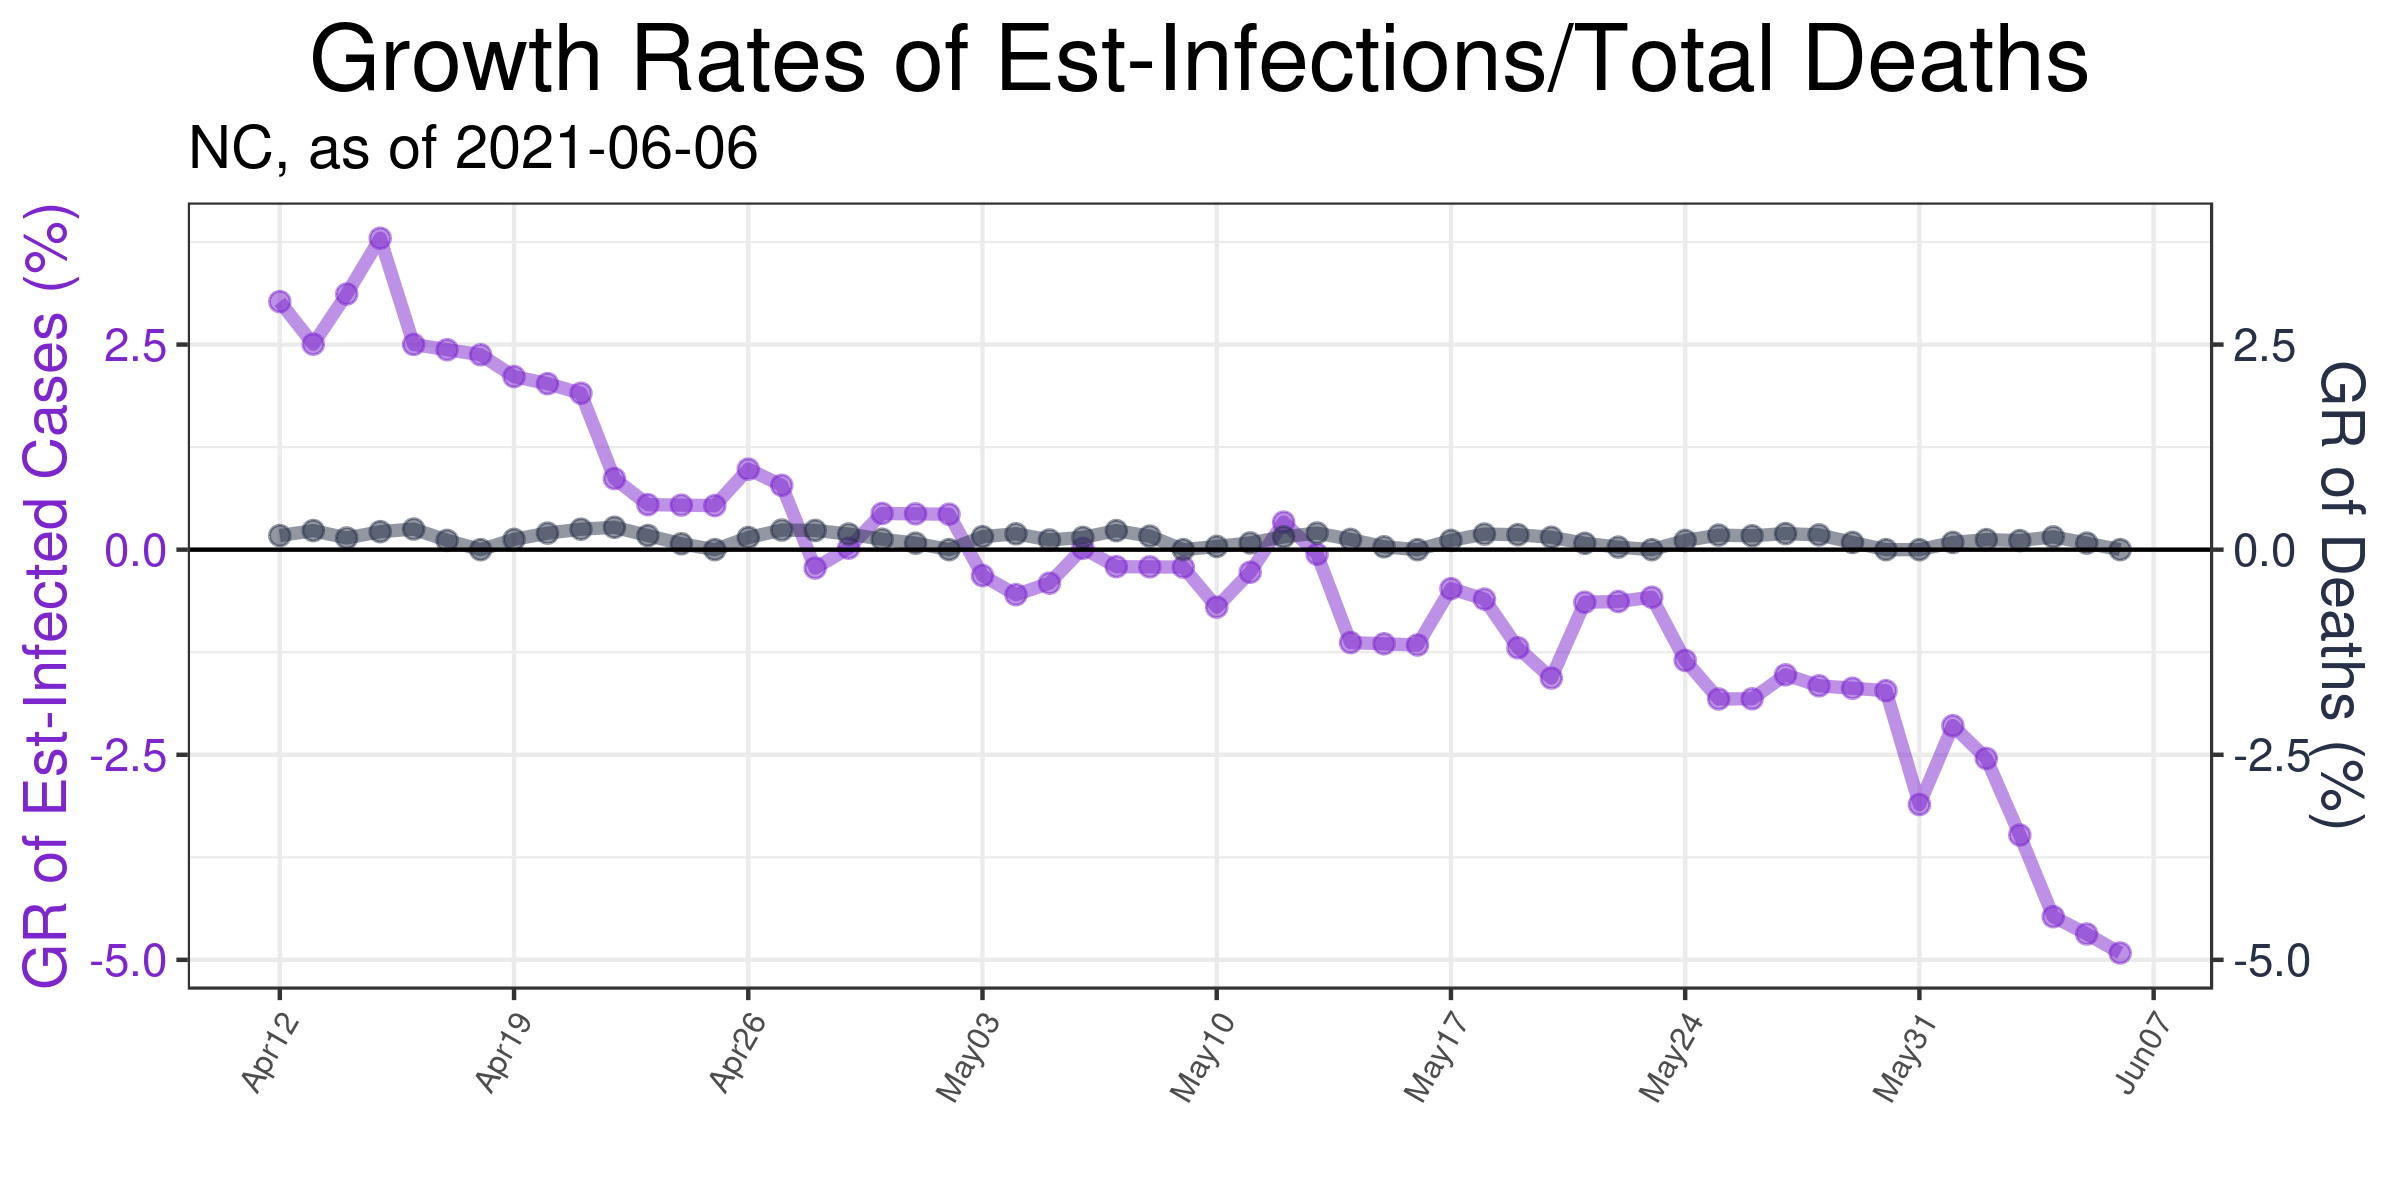 Growth Rates of Est-Infections/Total Deaths
NC, as of 2021-06-06
GR of Est-Infected Cases (%)
2.5
0.0
-2.5
-5.0
2.5
0.0
-2.5
-5.0
GR of Deaths (%)
Apr12
Apr19
Apr26
May03
May10
May17
May24
May31
Jun07